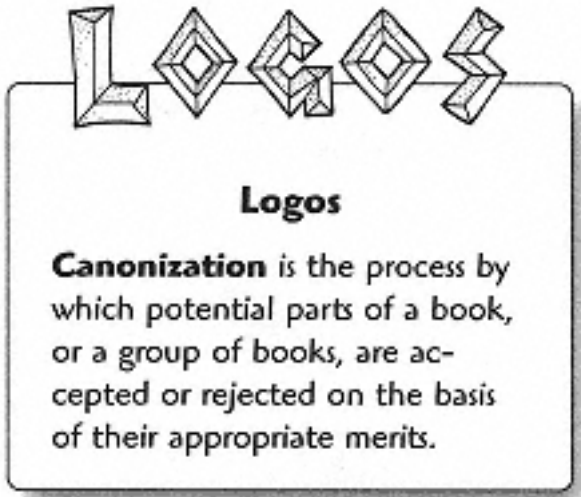 LOGOS
Logos
Canonization is the process by
which potential parts of a book,
or a group of books, are ac-
cepted or rejected on the basis
of their appropriate merits.